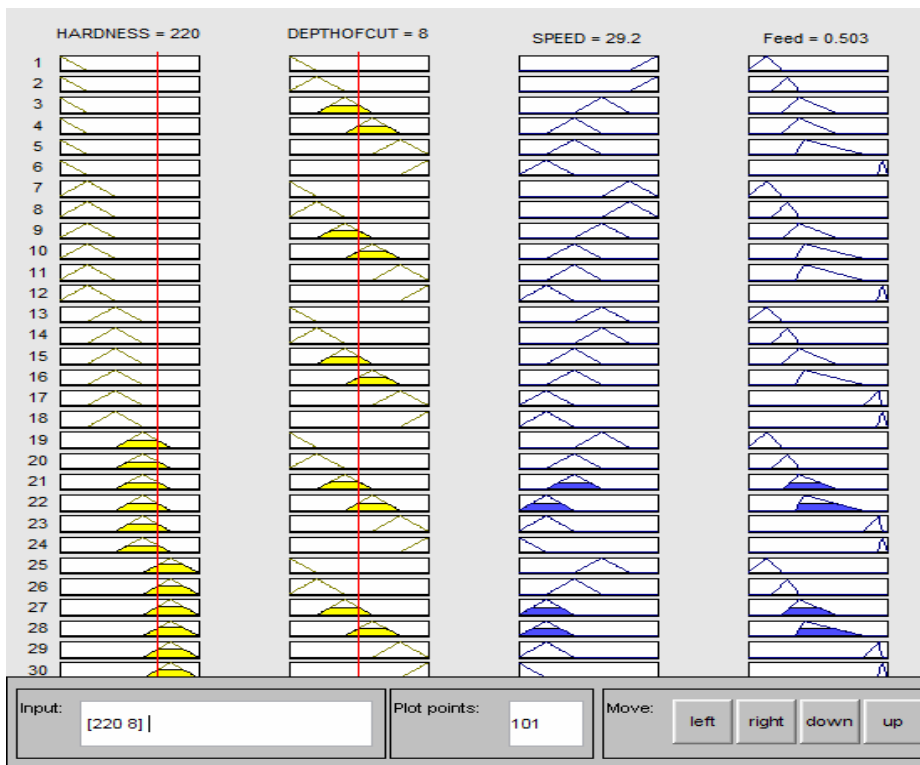 HARDNESS = 220
DEPTHOFCUT = 8
SPEED = 29.2
Feed = 0.503
1
2
3
4
5
6
7
8
9
10
11
12
13
14
15
16
17
18
19
20
21
22
23
24
25
26
27
28
29
30
Input:
[220 8]
Plot points:
101
Move:
left
right
down
up